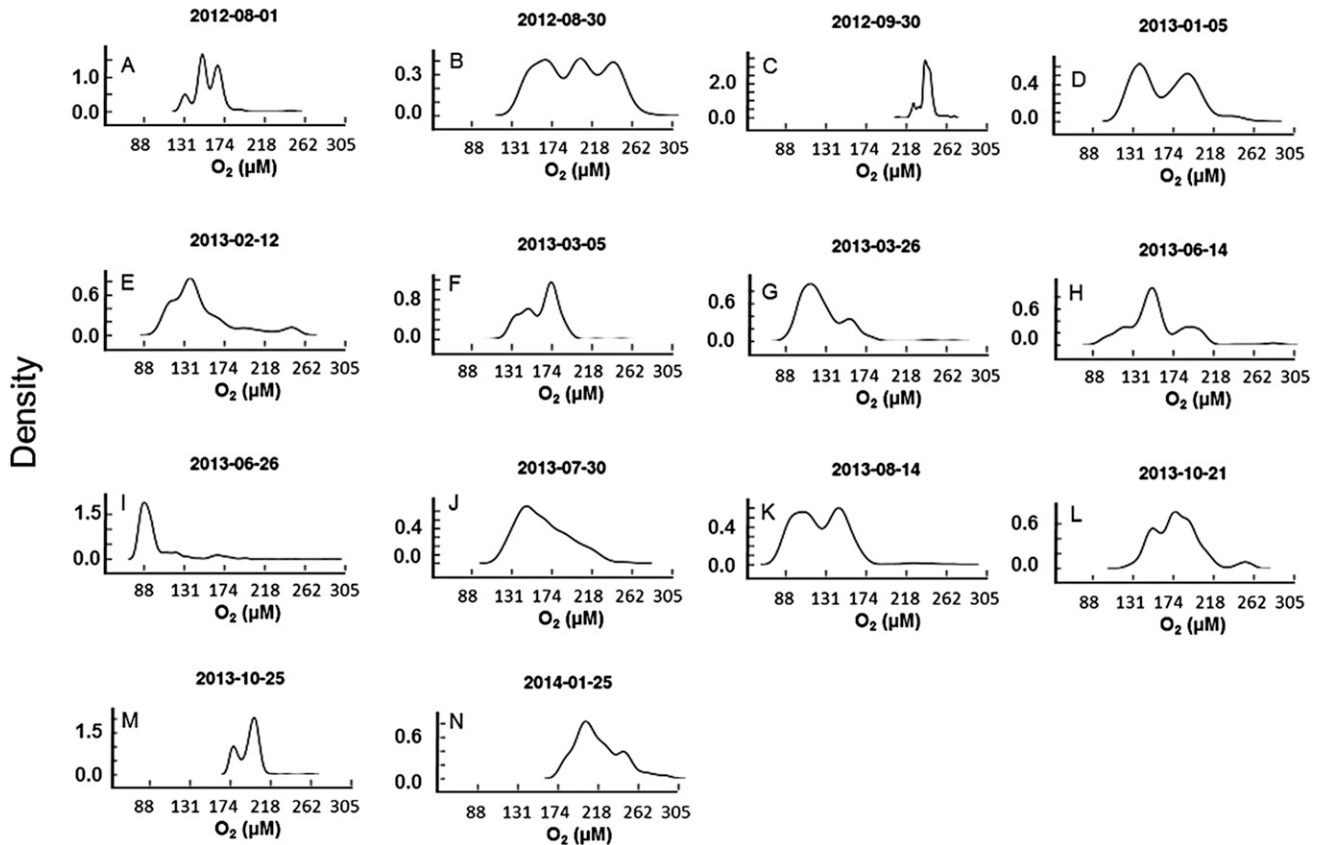 2012-08-01 2012-08-30 2012-09-30 2013-01-05
A B C D
1.0 0.3 2.0 0.4
0.0 0.0 0.0 0.0
88 131 174 218 262 305 88 131 174 218 262 305 88 131 174 218 262 305 88 131 174 218 262 305
O₂ (µM) O₂ (µM) O₂ (µM) O₂ (µM)
2013-02-12 2013-03-05 2013-03-26 2013-06-14
E F G H
0.6 0.8 0.6 0.6
0.0 0.0 0.0 0.0
88 131 174 218 262 305 88 131 174 218 262 305 88 131 174 218 262 305 88 131 174 218 262 305
O₂ (µM) O₂ (µM) O₂ (µM) O₂ (µM)
Density
2013-06-26 2013-07-30 2013-08-14 2013-10-21
I J K L
1.5 0.4 0.4 0.6
0.0 0.0 0.0 0.0
88 131 174 218 262 305 88 131 174 218 262 305 88 131 174 218 262 305 88 131 174 218 262 305
O₂ (µM) O₂ (µM) O₂ (µM) O₂ (µM)
2013-10-25 2014-01-25
M N
1.5 0.6
0.0 0.0
88 131 174 218 262 305 88 131 174 218 262 305
O₂ (µM) O₂ (µM)